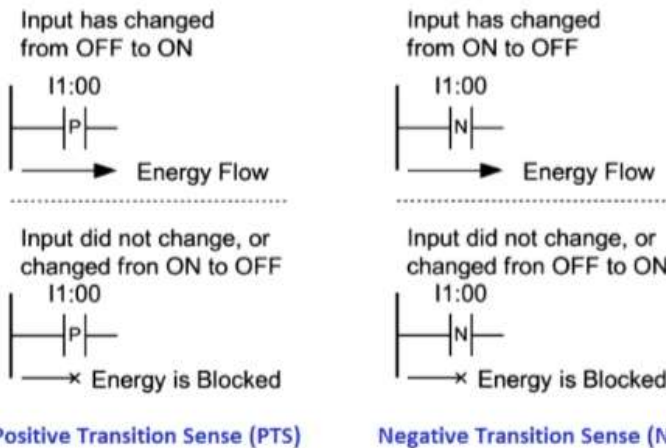 Input has changed
from OFF to ON
I1:00
P
Energy Flow
Input did not change, or
changed fron ON to OFF
I1:00
P
Energy is Blocked
Positive Transition Sense (PTS)
Input has changed
from ON to OFF
I1:00
N
Energy Flow
Input did not change, or
changed fron OFF to ON
I1:00
N
Energy is Blocked
Negative Transition Sense (N